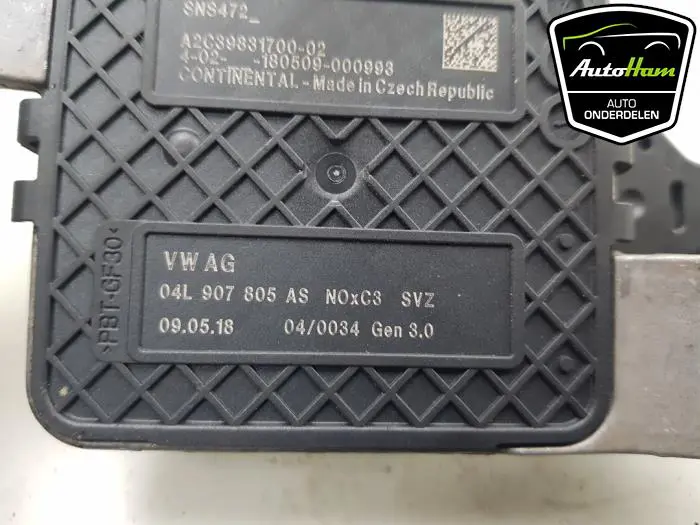 SNS472_
A2C39831700-02
4-02-__-180509-000993
CONTINENTAL - Made in Czech Republic
AutoHam
AUTO
ONDERDELEN
>PBT-GF30<
VW AG
04L 907 805 AS NOxC3 SVZ
09.05.18 04/0034 Gen 3.0